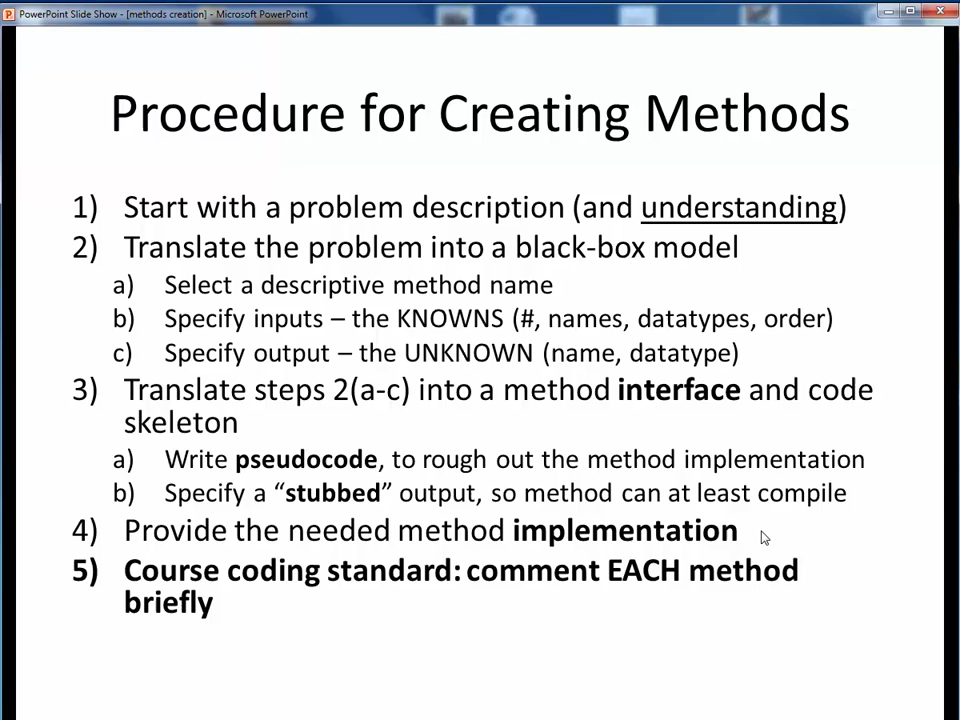 PowerPoint Slide Show - [methods creation] - Microsoft PowerPoint
Procedure for Creating Methods
1) Start with a problem description (and understanding)
2) Translate the problem into a black-box model
a) Select a descriptive method name
b) Specify inputs – the KNOWNS (#, names, datatypes, order)
c) Specify output – the UNKNOWN (name, datatype)
3) Translate steps 2(a-c) into a method interface and code
skeleton
a) Write pseudocode, to rough out the method implementation
b) Specify a “stubbed” output, so method can at least compile
4) Provide the needed method implementation
5) Course coding standard: comment EACH method
briefly